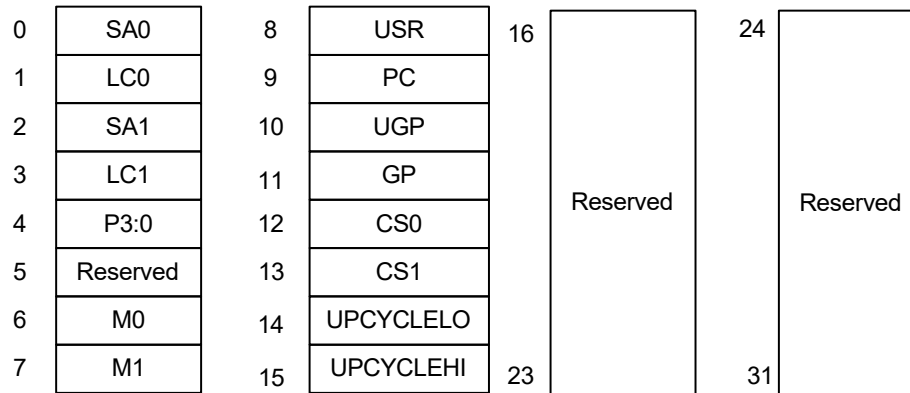 0 SA0 8 USR 16 24
1 LC0 9 PC
2 SA1 10 UGP
3 LC1 11 GP
Reserved Reserved
4 P3:0 12 CS0
5 Reserved 13 CS1
6 M0 14 UPCYCLELO
7 M1 15 UPCYCLEHI 23 31